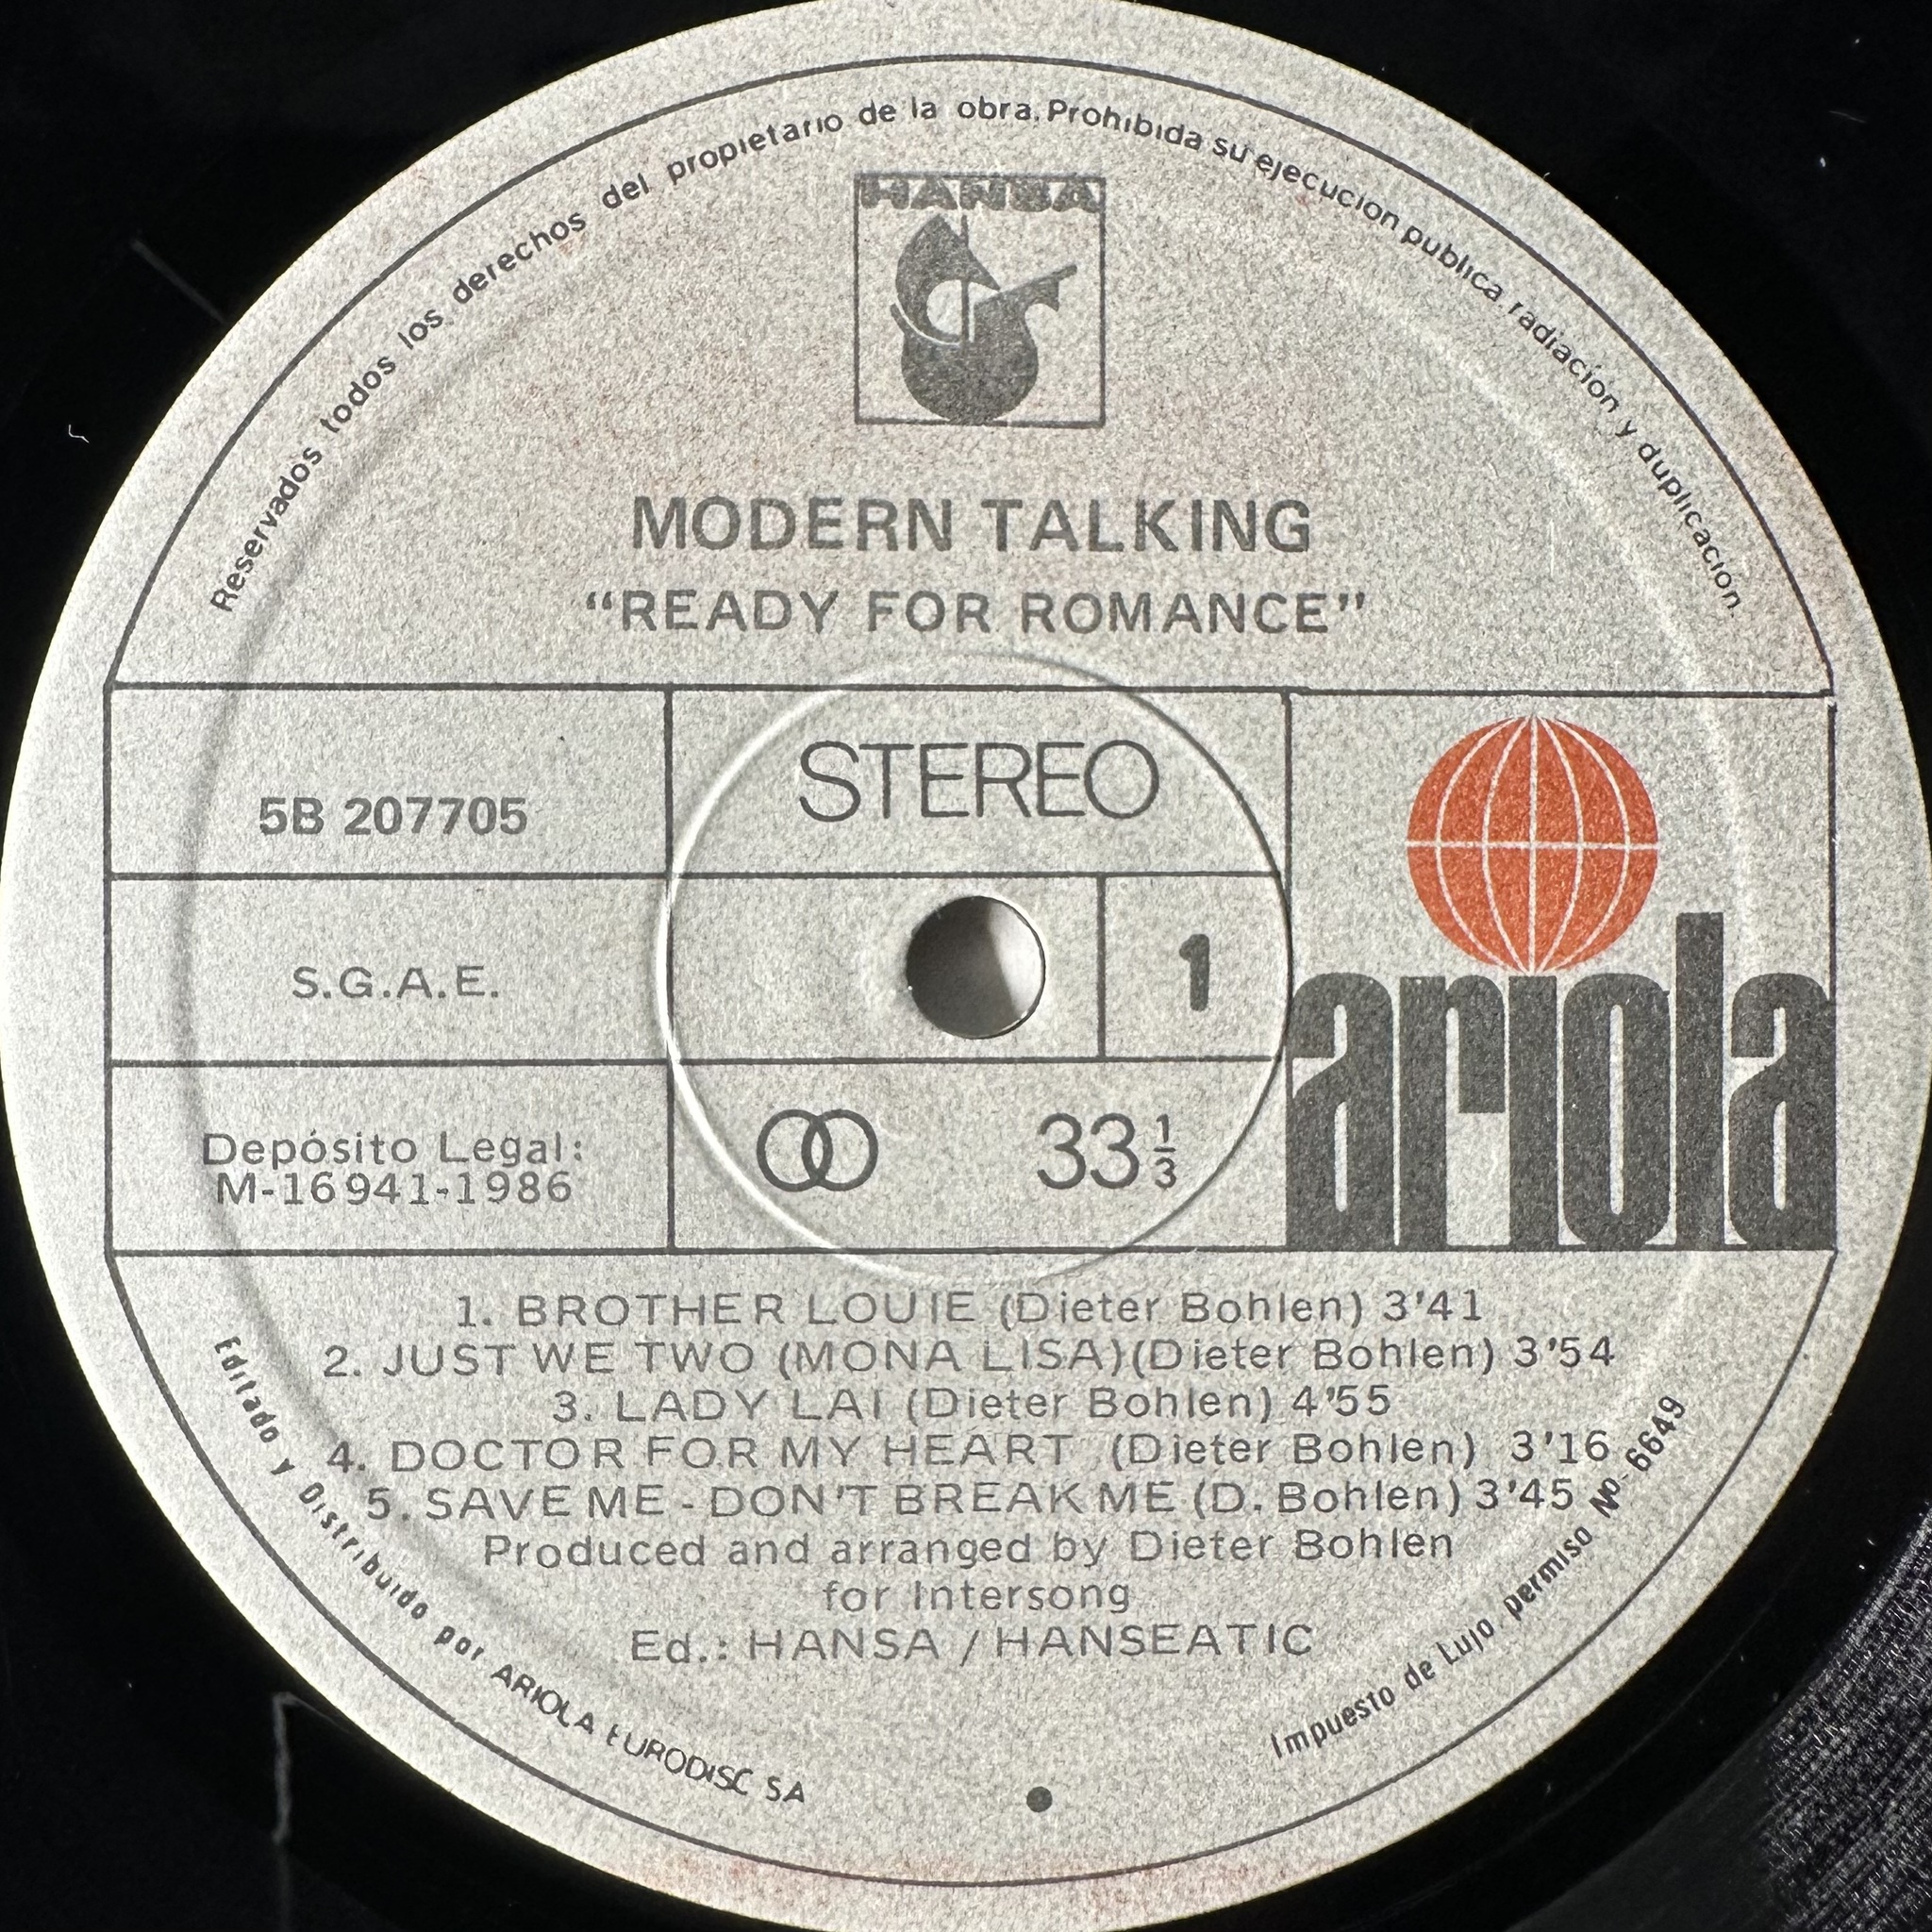 Reservados todos los derechos del propietario de la obra. Prohibida su ejecucion publica. radiacion y duplicacion.
HANSA
MODERN TALKING
“READY FOR ROMANCE”
5B 207705
STEREO
S.G.A.E.
1
ariola
Depósito Legal:
M-16941-1986
33 1/3
1. BROTHER LOUIE (Dieter Bohlen) 3'41
2. JUST WE TWO (MONA LISA)(Dieter Bohlen) 3'54
3. LADY LAI (Dieter Bohlen) 4'55
4. DOCTOR FOR MY HEART (Dieter Bohlen) 3'16
5. SAVE ME - DON'T BREAK ME (D. Bohlen) 3'45
Produced and arranged by Dieter Bohlen
for Intersong
Ed.: HANSA / HANSEATIC
Editado y Distribuido por ARIOLA EURODISC SA
Impuesto de Lujo. permiso Nº 6649